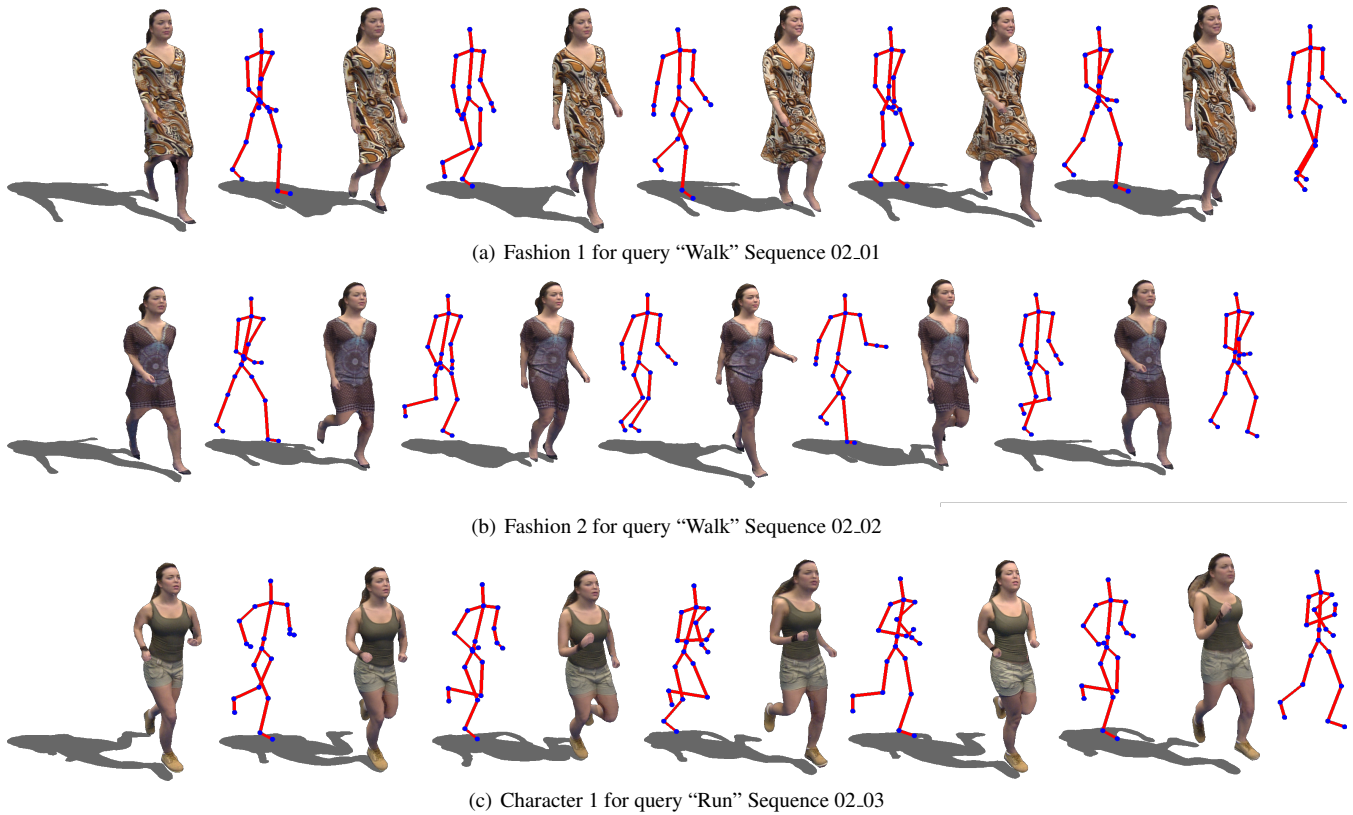 (a) Fashion 1 for query “Walk” Sequence 02_01
(b) Fashion 2 for query “Walk” Sequence 02_02
(c) Character 1 for query “Run” Sequence 02_03